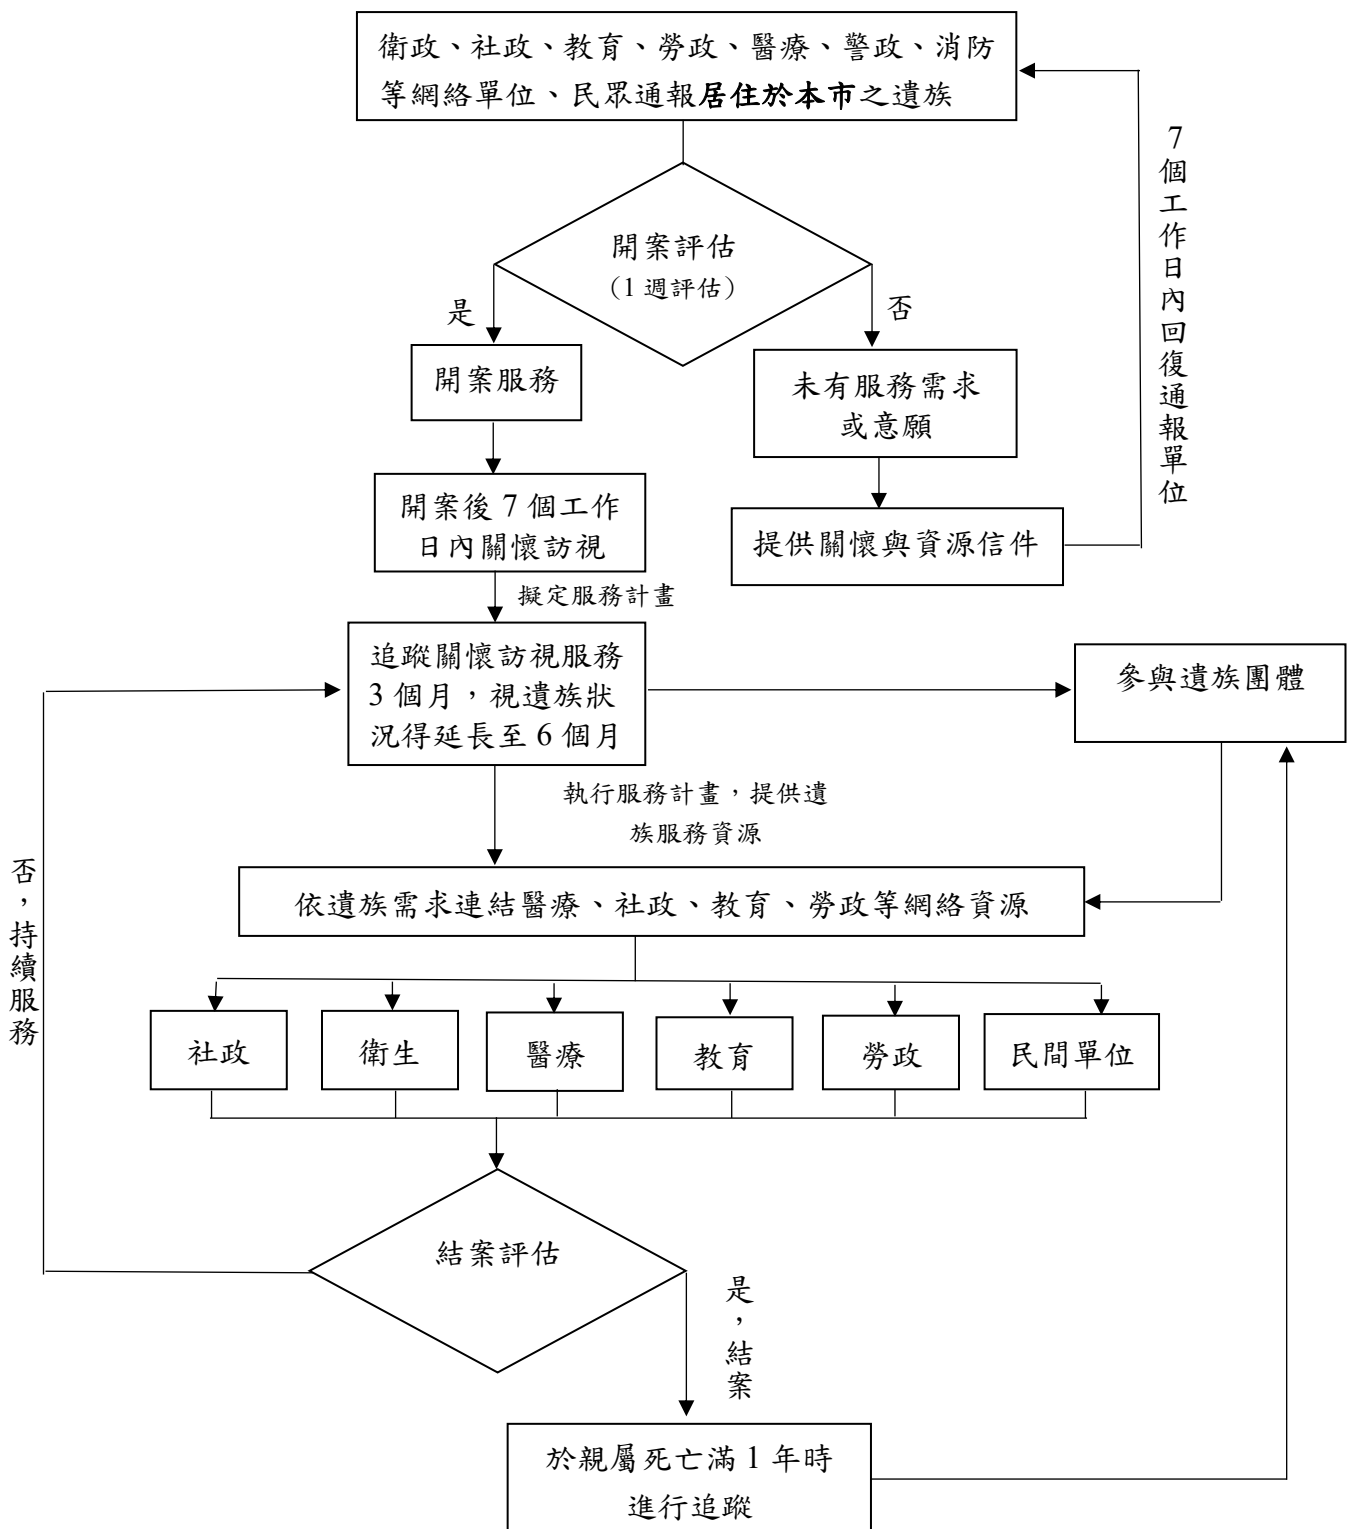 衛政、社政、教育、勞政、醫療、警政、消防
等網絡單位、民眾通報居住於本市之遺族
7個工作日內回復通報單位
開案評估
（1 週評估）
是
否
開案服務
未有服務需求
或意願
開案後 7 個工作
日內關懷訪視
提供關懷與資源信件
擬定服務計畫
追蹤關懷訪視服務
3 個月，視遺族狀
況得延長至 6 個月
參與遺族團體
執行服務計畫，提供遺
族服務資源
否，持續服務
依遺族需求連結醫療、社政、教育、勞政等網絡資源
社政
衛生
醫療
教育
勞政
民間單位
結案評估
是，結案
於親屬死亡滿 1 年時
進行追蹤